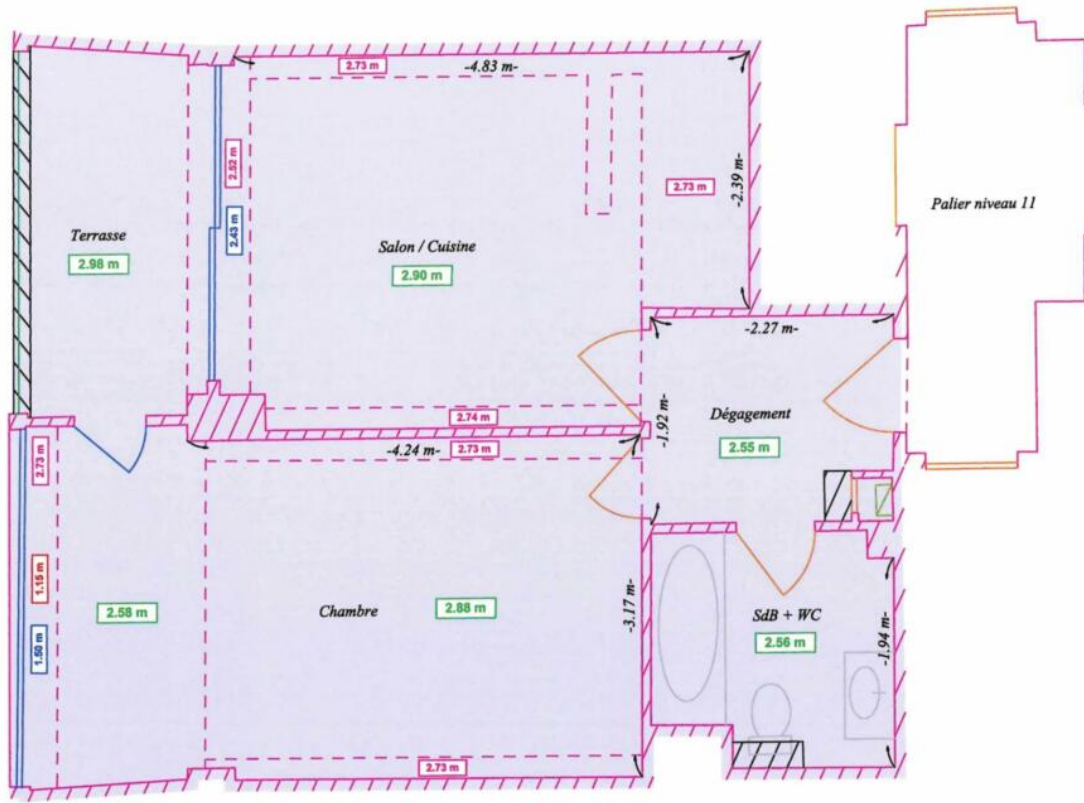 2.73 m
-4.83 m-
2.52 m
2.43 m
2.73 m
-2.39 m-
Palier niveau 11
Terrasse
2.98 m
Salon / Cuisine
2.90 m
-2.27 m-
Dégagement
2.55 m
-1.92 m-
2.74 m
-4.24 m-
2.73 m
2.73 m
1.15 m
1.50 m
2.58 m
Chambre
2.88 m
-3.17 m-
SdB + WC
2.56 m
-1.94 m-
2.73 m